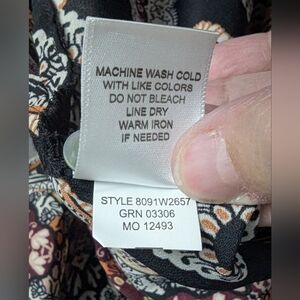 MACHINE WASH COLD
WITH LIKE COLORS
DO NOT BLEACH
LINE DRY
WARM IRON
IF NEEDED
STYLE 8091W2657
GRN 03306
MO 12493